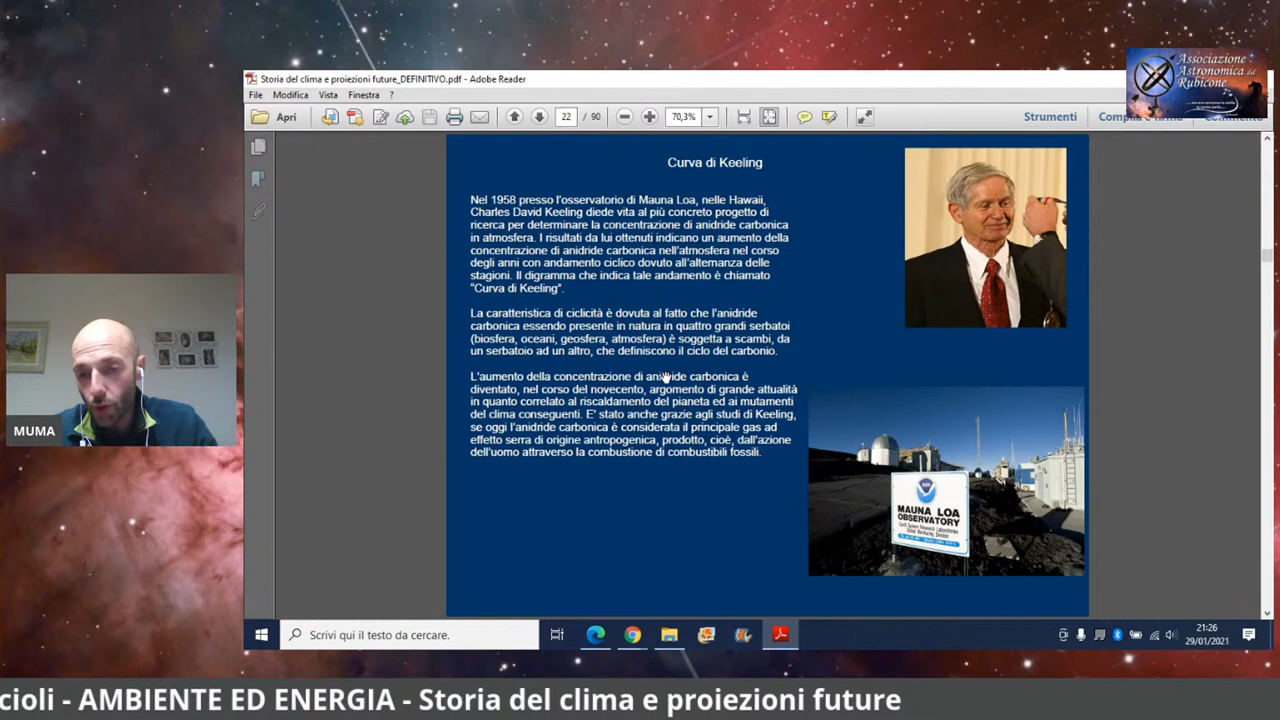 Associazione
Astronomica del
Rubicone
Storia del clima e proiezioni future_DEFINITIVO.pdf - Adobe Reader
File Modifica Vista Finestra ?
Apri 22 / 90 70,3% Strumenti
Curva di Keeling
Nel 1958 presso l'osservatorio di Mauna Loa, nelle Hawaii,
Charles David Keeling diede vita al più concreto progetto di
ricerca per determinare la concentrazione di anidride carbonica
in atmosfera. I risultati da lui ottenuti indicano un aumento della
concentrazione di anidride carbonica nell'atmosfera nel corso
degli anni con andamento ciclico dovuto all'alternanza delle
stagioni. Il digramma che indica tale andamento è chiamato
"Curva di Keeling".
La caratteristica di ciclicità è dovuta al fatto che l'anidride
carbonica essendo presente in natura in quattro grandi serbatoi
(biosfera, oceani, geosfera, atmosfera) è soggetta a scambi, da
un serbatoio ad un altro, che definiscono il ciclo del carbonio.
L'aumento della concentrazione di anidride carbonica è
diventato, nel corso del novecento, argomento di grande attualità
in quanto correlato al riscaldamento del pianeta ed ai mutamenti
del clima conseguenti. E' stato anche grazie agli studi di Keeling,
se oggi l'anidride carbonica è considerata il principale gas ad
effetto serra di origine antropogenica, prodotto, cioè, dall'azione
dell'uomo attraverso la combustione di combustibili fossili.
MAUNA LOA
OBSERVATORY
MUMA
Scrivi qui il testo da cercare.
21:26
29/01/2021
cioli - AMBIENTE ED ENERGIA - Storia del clima e proiezioni future